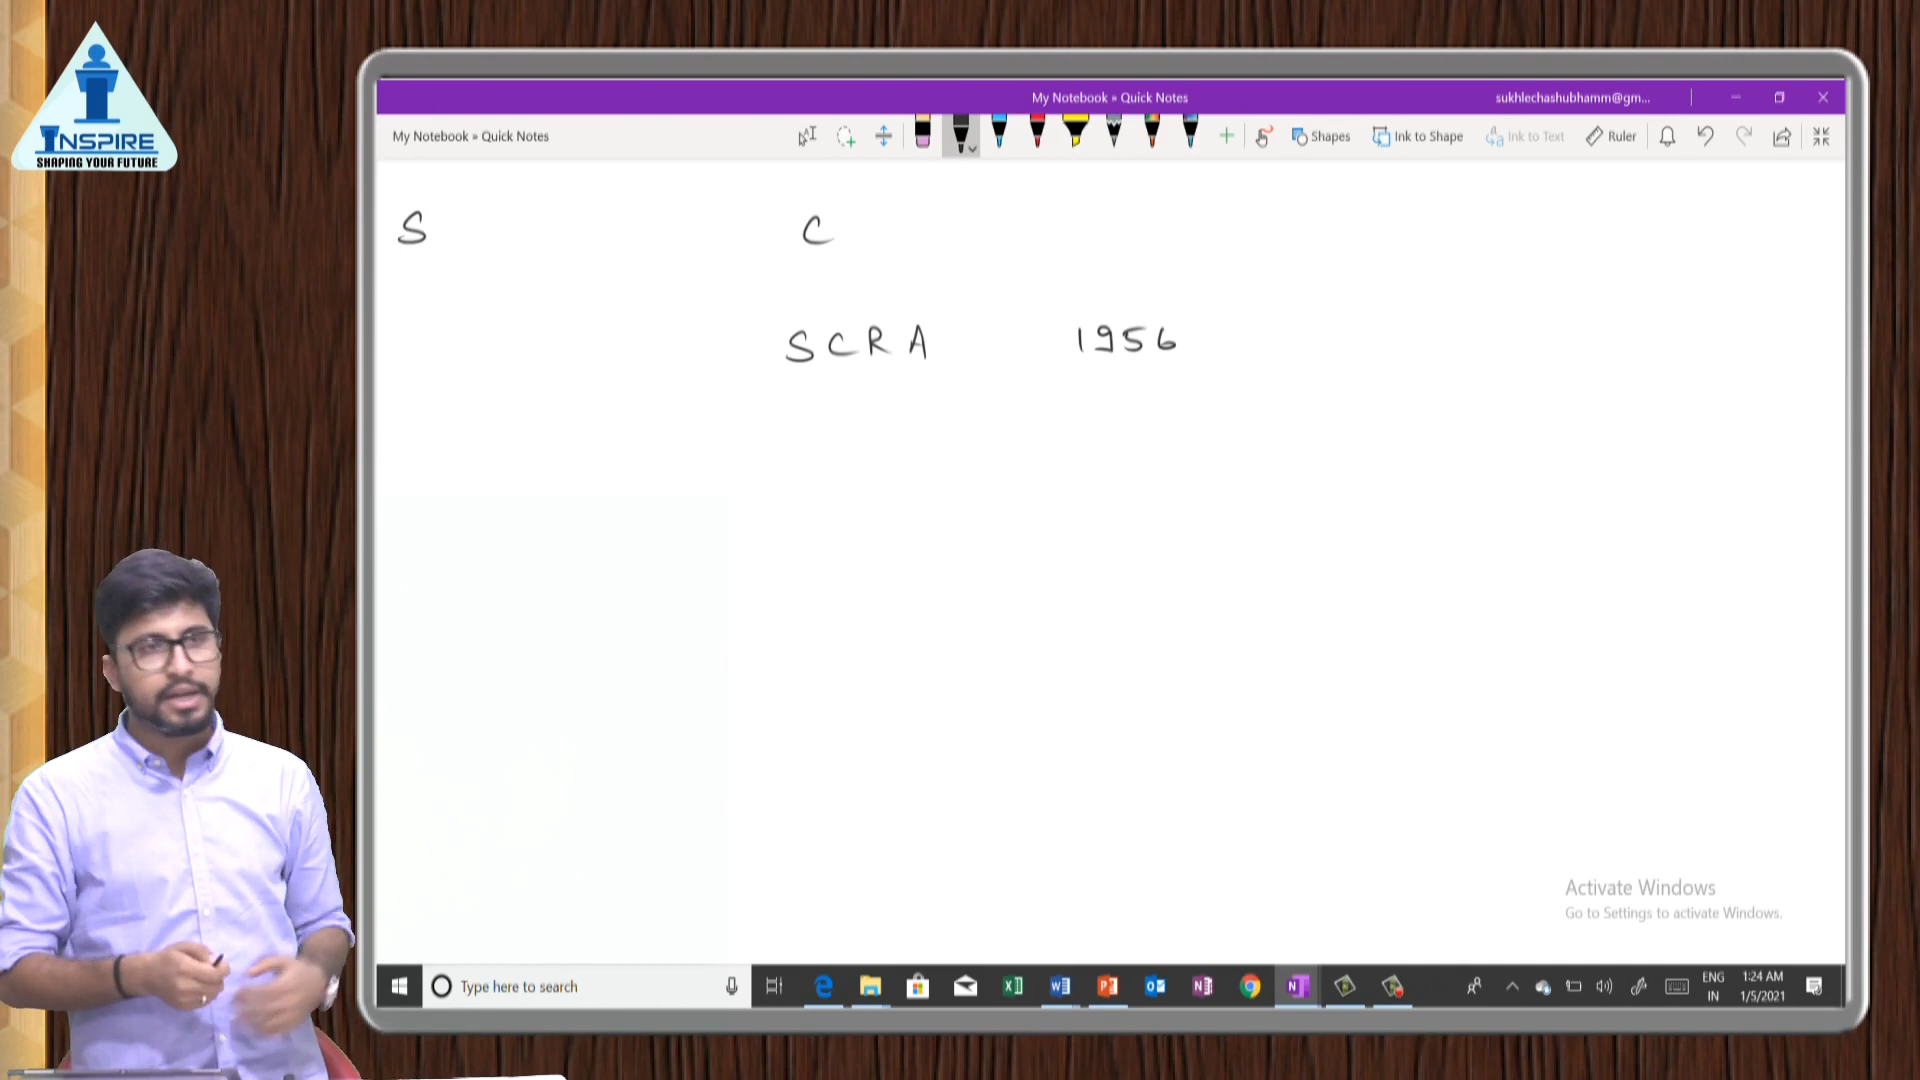 INSPIRE
SHAPING YOUR FUTURE
My Notebook » Quick Notes
sukhlechashubhamm@gm...
My Notebook » Quick Notes
Shapes
Ink to Shape
Ink to Text
Ruler
S C
SCRA 1956
Activate Windows
Go to Settings to activate Windows.
Type here to search
ENG
IN
1:24 AM
1/5/2021